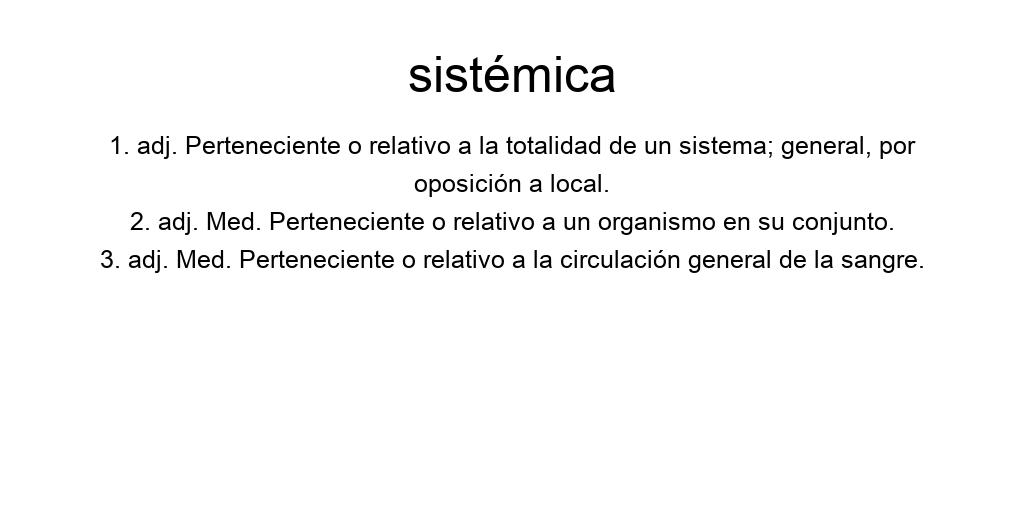 sistémica
1. adj. Perteneciente o relativo a la totalidad de un sistema; general, por
oposición a local.
2. adj. Med. Perteneciente o relativo a un organismo en su conjunto.
3. adj. Med. Perteneciente o relativo a la circulación general de la sangre.